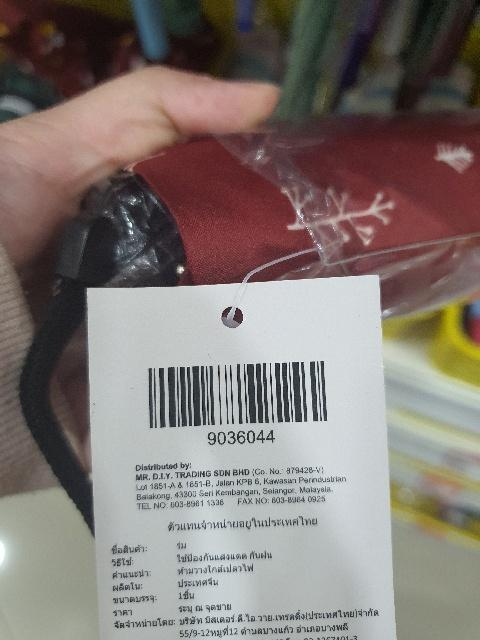 9036044
Distributed by:
MR. D.I.Y. TRADING SDN BHD (Co. No.: 879426-V)
Lot 1851-A & 1851-B, Jalan KPB 6, Kawasan Perindustrian
Balakong, 43300 Seri Kembangan, Selangor, Malaysia.
TEL NO: 603-8961 1338 FAX NO: 603-8964 0925
ตัวแทนจำหน่ายอยู่ในประเทศไทย
ชื่อสินค้า: ร่ม
วิธีใช้: ใช้ป้องกันแสงแดด กันฝน
คำแนะนำ: ห้ามวางใกล้เปลวไฟ
ผลิตใน: ประเทศจีน
ขนาดบรรจุ: 1ชิ้น
ราคา ระบุ ณ จุดขาย
จัดจำหน่ายโดย: บริษัท มิสเตอร์.ดี.ไอ.วาย.เทรดดิ้ง(ประเทศไทย)จำกัด
55/9-12หมู่ที่12 ตำบลบางแก้ว อำเภอบางพลี